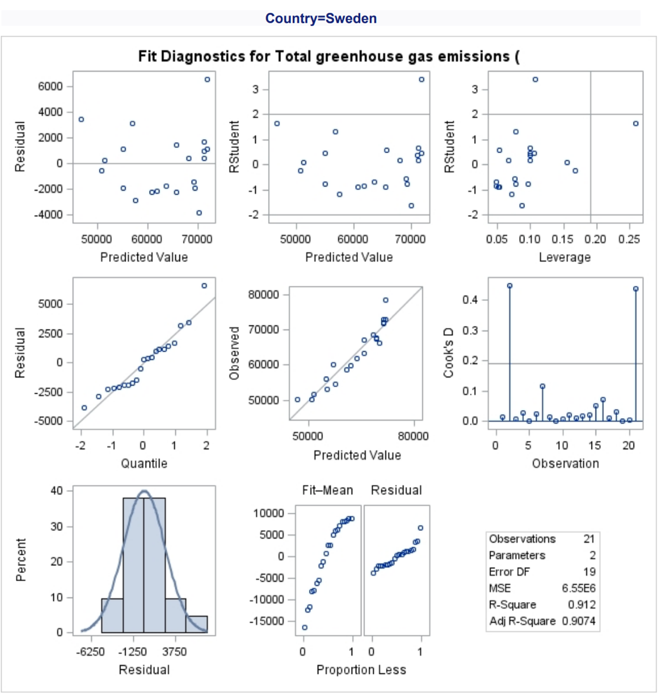 Country=Sweden
Fit Diagnostics for Total greenhouse gas emissions (
6000
4000
2000
0
-2000
-4000
Residual
50000 60000 70000
Predicted Value
3
2
1
0
-1
-2
RStudent
50000 60000 70000
Predicted Value
3
2
1
0
-1
-2
RStudent
0.05 0.10 0.15 0.20 0.25
Leverage
5000
2500
0
-2500
-5000
Residual
-2 -1 0 1 2
Quantile
80000
70000
60000
50000
Observed
50000 80000
Predicted Value
0.4
0.3
0.2
0.1
0.0
Cook's D
0 5 10 15 20
Observation
40
30
20
10
0
Percent
-6250 -1250 3750
Residual
Fit–Mean Residual
10000
5000
0
-5000
-10000
-15000
0 1 0 1
Proportion Less
Observations 21
Parameters 2
Error DF 19
MSE 6.55E6
R-Square 0.912
Adj R-Square 0.9074